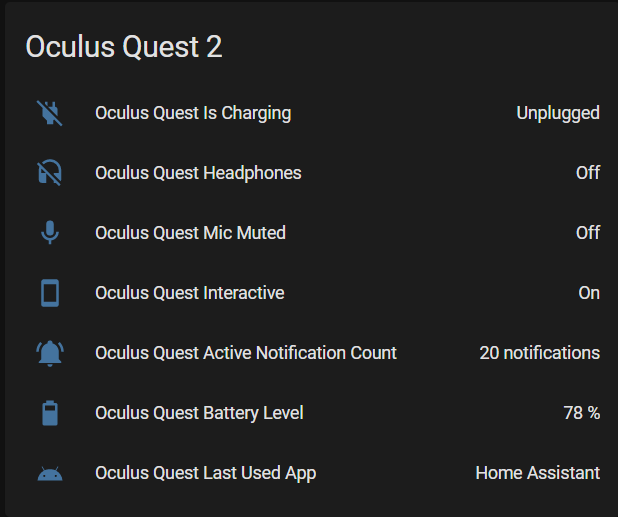 Oculus Quest 2
Oculus Quest Is Charging Unplugged
Oculus Quest Headphones Off
Oculus Quest Mic Muted Off
Oculus Quest Interactive On
Oculus Quest Active Notification Count 20 notifications
Oculus Quest Battery Level 78 %
Oculus Quest Last Used App Home Assistant